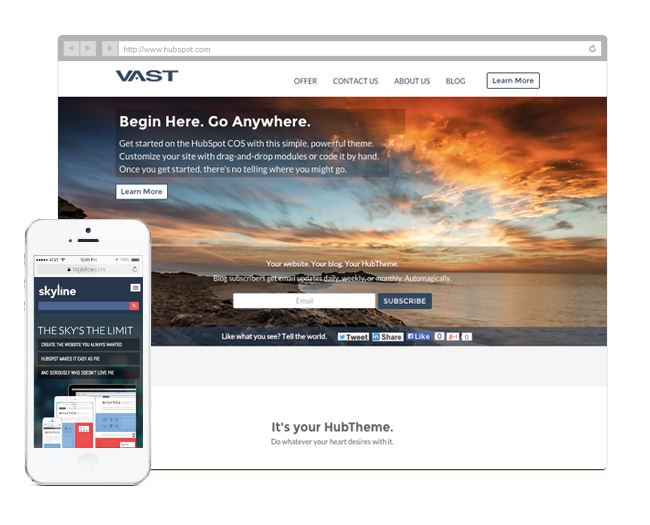 http://www.hubspot.com
VAST
OFFER CONTACT US ABOUT US BLOG Learn More
Begin Here. Go Anywhere.
Get started on the HubSpot COS with this simple, powerful theme.
Customize your site with drag-and-drop modules or code it by hand.
Once you get started, there's no telling where you might go.
Learn More
Your website. Your blog. Your HubTheme.
Blog subscribers get email updates daily, weekly, or monthly. Automagically.
Email SUBSCRIBE
Like what you see? Tell the world. Tweet in Share Like 0 g+1 0
It's your HubTheme.
Do whatever your heart desires with it.
AT&T
skyline
THE SKY'S THE LIMIT
CREATE THE WEBSITE YOU ALWAYS WANTED
HUBSPOT MAKES IT EASY AS PIE
AND SERIOUSLY WHO DOESN'T LOVE PIE